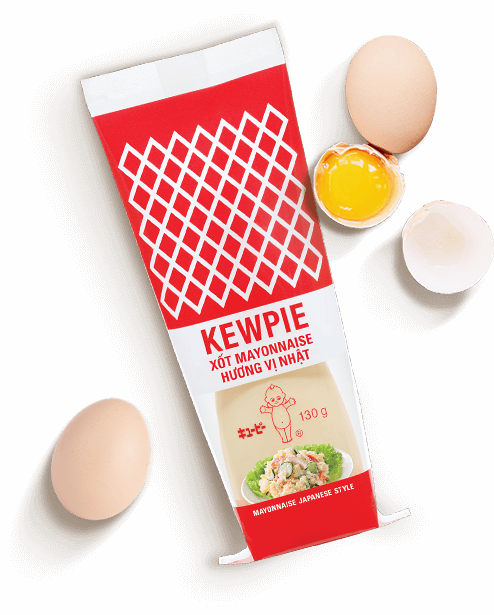 KEWPIE
XỐT MAYONNAISE
HƯƠNG VỊ NHẬT
130 g
キユーピー
®
MAYONNAISE JAPANESE STYLE